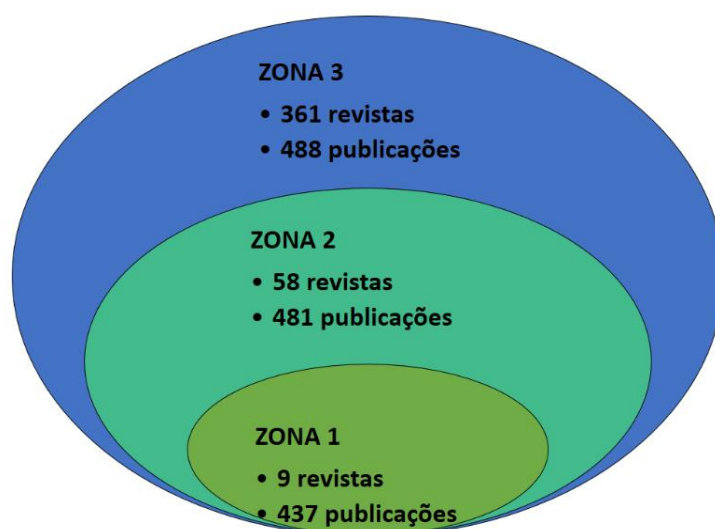 ZONA 3
• 361 revistas
• 488 publicações
ZONA 2
• 58 revistas
• 481 publicações
ZONA 1
• 9 revistas
• 437 publicações